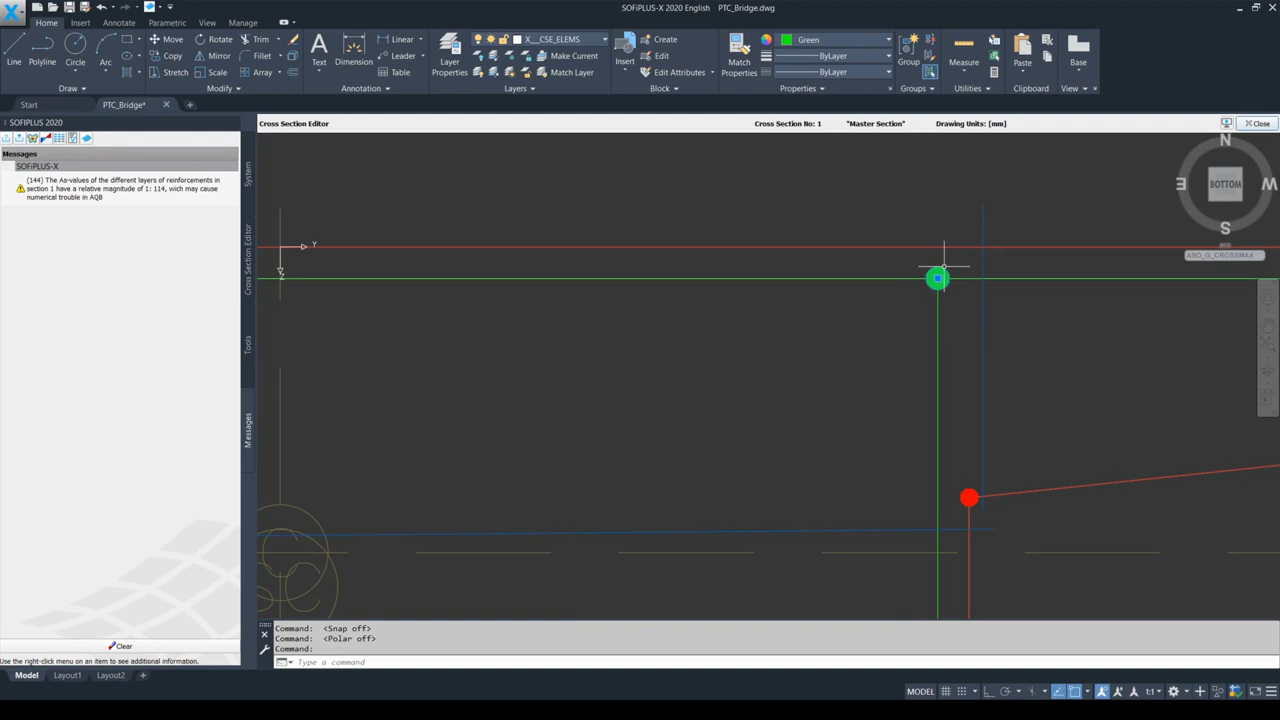 SOFiPLUS-X 2020 English PTC_Bridge.dwg
Home Insert Annotate Parametric View Manage
Line Polyline Circle Arc
Move Rotate Trim
Copy Mirror Fillet
Stretch Scale Array
Text Dimension
Linear
Leader
Table
Layer Properties
X__CSE_ELEMS
Make Current
Match Layer
Insert
Create
Edit
Edit Attributes
Match Properties
Green
ByLayer
ByLayer
Group Measure Paste Base
Draw Modify Annotation Layers Block Properties Groups Utilities Clipboard View
Start PTC_Bridge*
SOFIPLUS 2020
Cross Section Editor Cross Section No: 1 "Master Section" Drawing Units: [mm] Close
Messages
SOFiPLUS-X
(144) The As-values of the different layers of reinforcements in
section 1 have a relative magnitude of 1: 114, wich may cause
numerical trouble in AQB
System
Cross Section Editor
Tools
Messages
N
E BOTTOM W
S
ASO_G_CROSSMAX
Y
Z
Command: <Snap off>
Command: <Polar off>
Command:
Type a command
Clear
Use the right-click menu on an item to see additional information.
Model Layout1 Layout2
MODEL 1:1